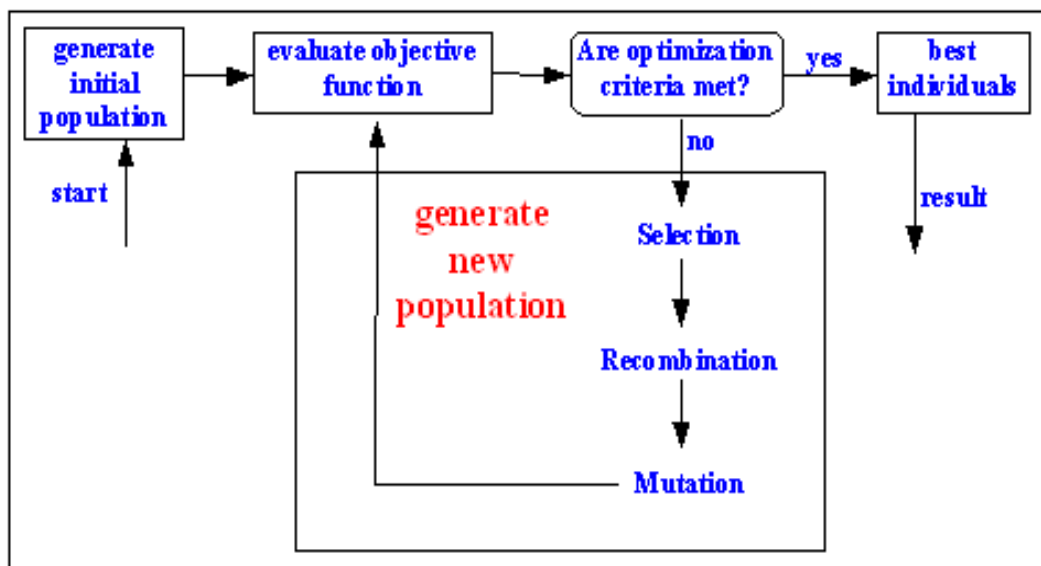 generate
initial
population
evaluate objective
function
Are optimization
criteria met?
yes
best
individuals
start
no
result
generate
new
population
Selection
Recombination
Mutation